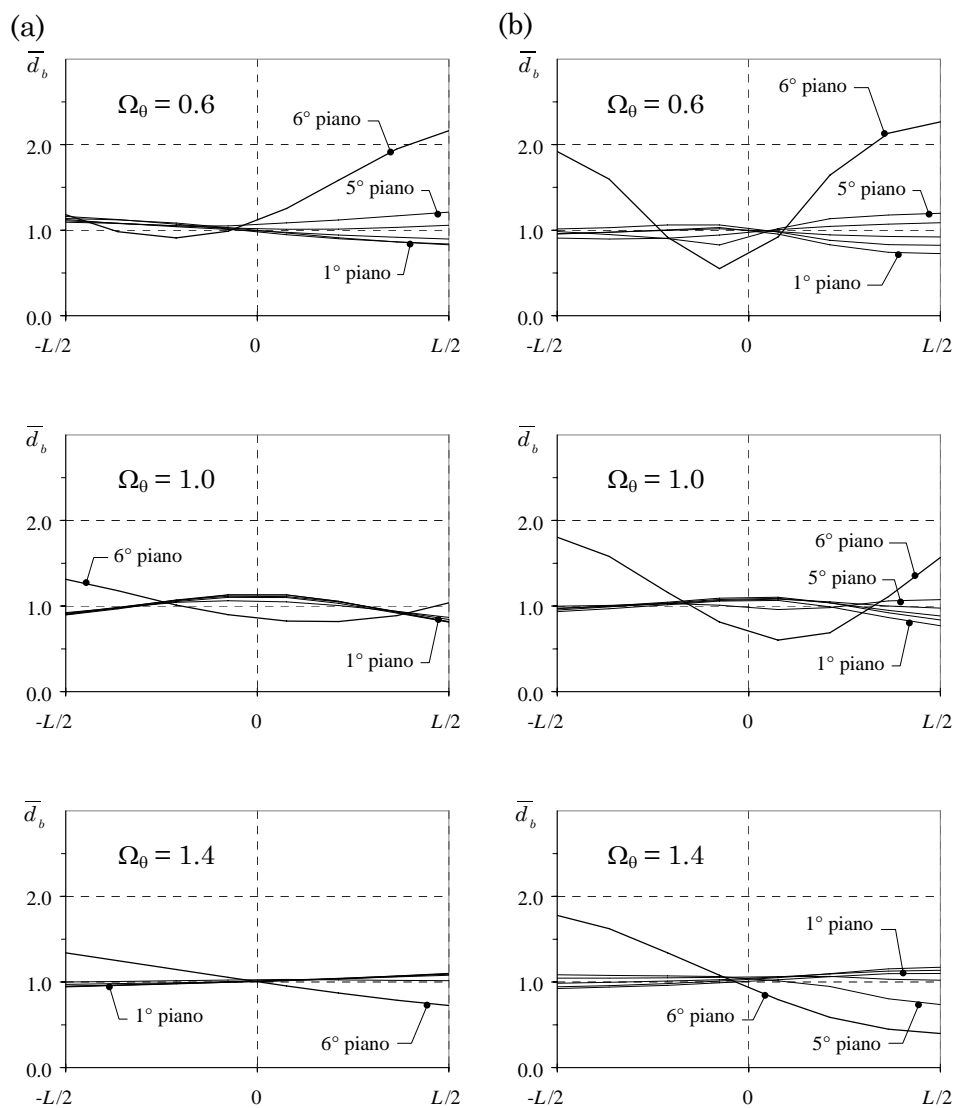 (a)
(b)
d̅_b
Ω_θ = 0.6
6° piano
5° piano
1° piano
2.0
1.0
0.0
-L/2
0
L/2
d̅_b
Ω_θ = 0.6
6° piano
5° piano
1° piano
2.0
1.0
0.0
-L/2
0
L/2
d̅_b
Ω_θ = 1.0
6° piano
1° piano
2.0
1.0
0.0
-L/2
0
L/2
d̅_b
Ω_θ = 1.0
6° piano
5° piano
1° piano
2.0
1.0
0.0
-L/2
0
L/2
d̅_b
Ω_θ = 1.4
1° piano
6° piano
2.0
1.0
0.0
-L/2
0
L/2
d̅_b
Ω_θ = 1.4
1° piano
6° piano
5° piano
2.0
1.0
0.0
-L/2
0
L/2